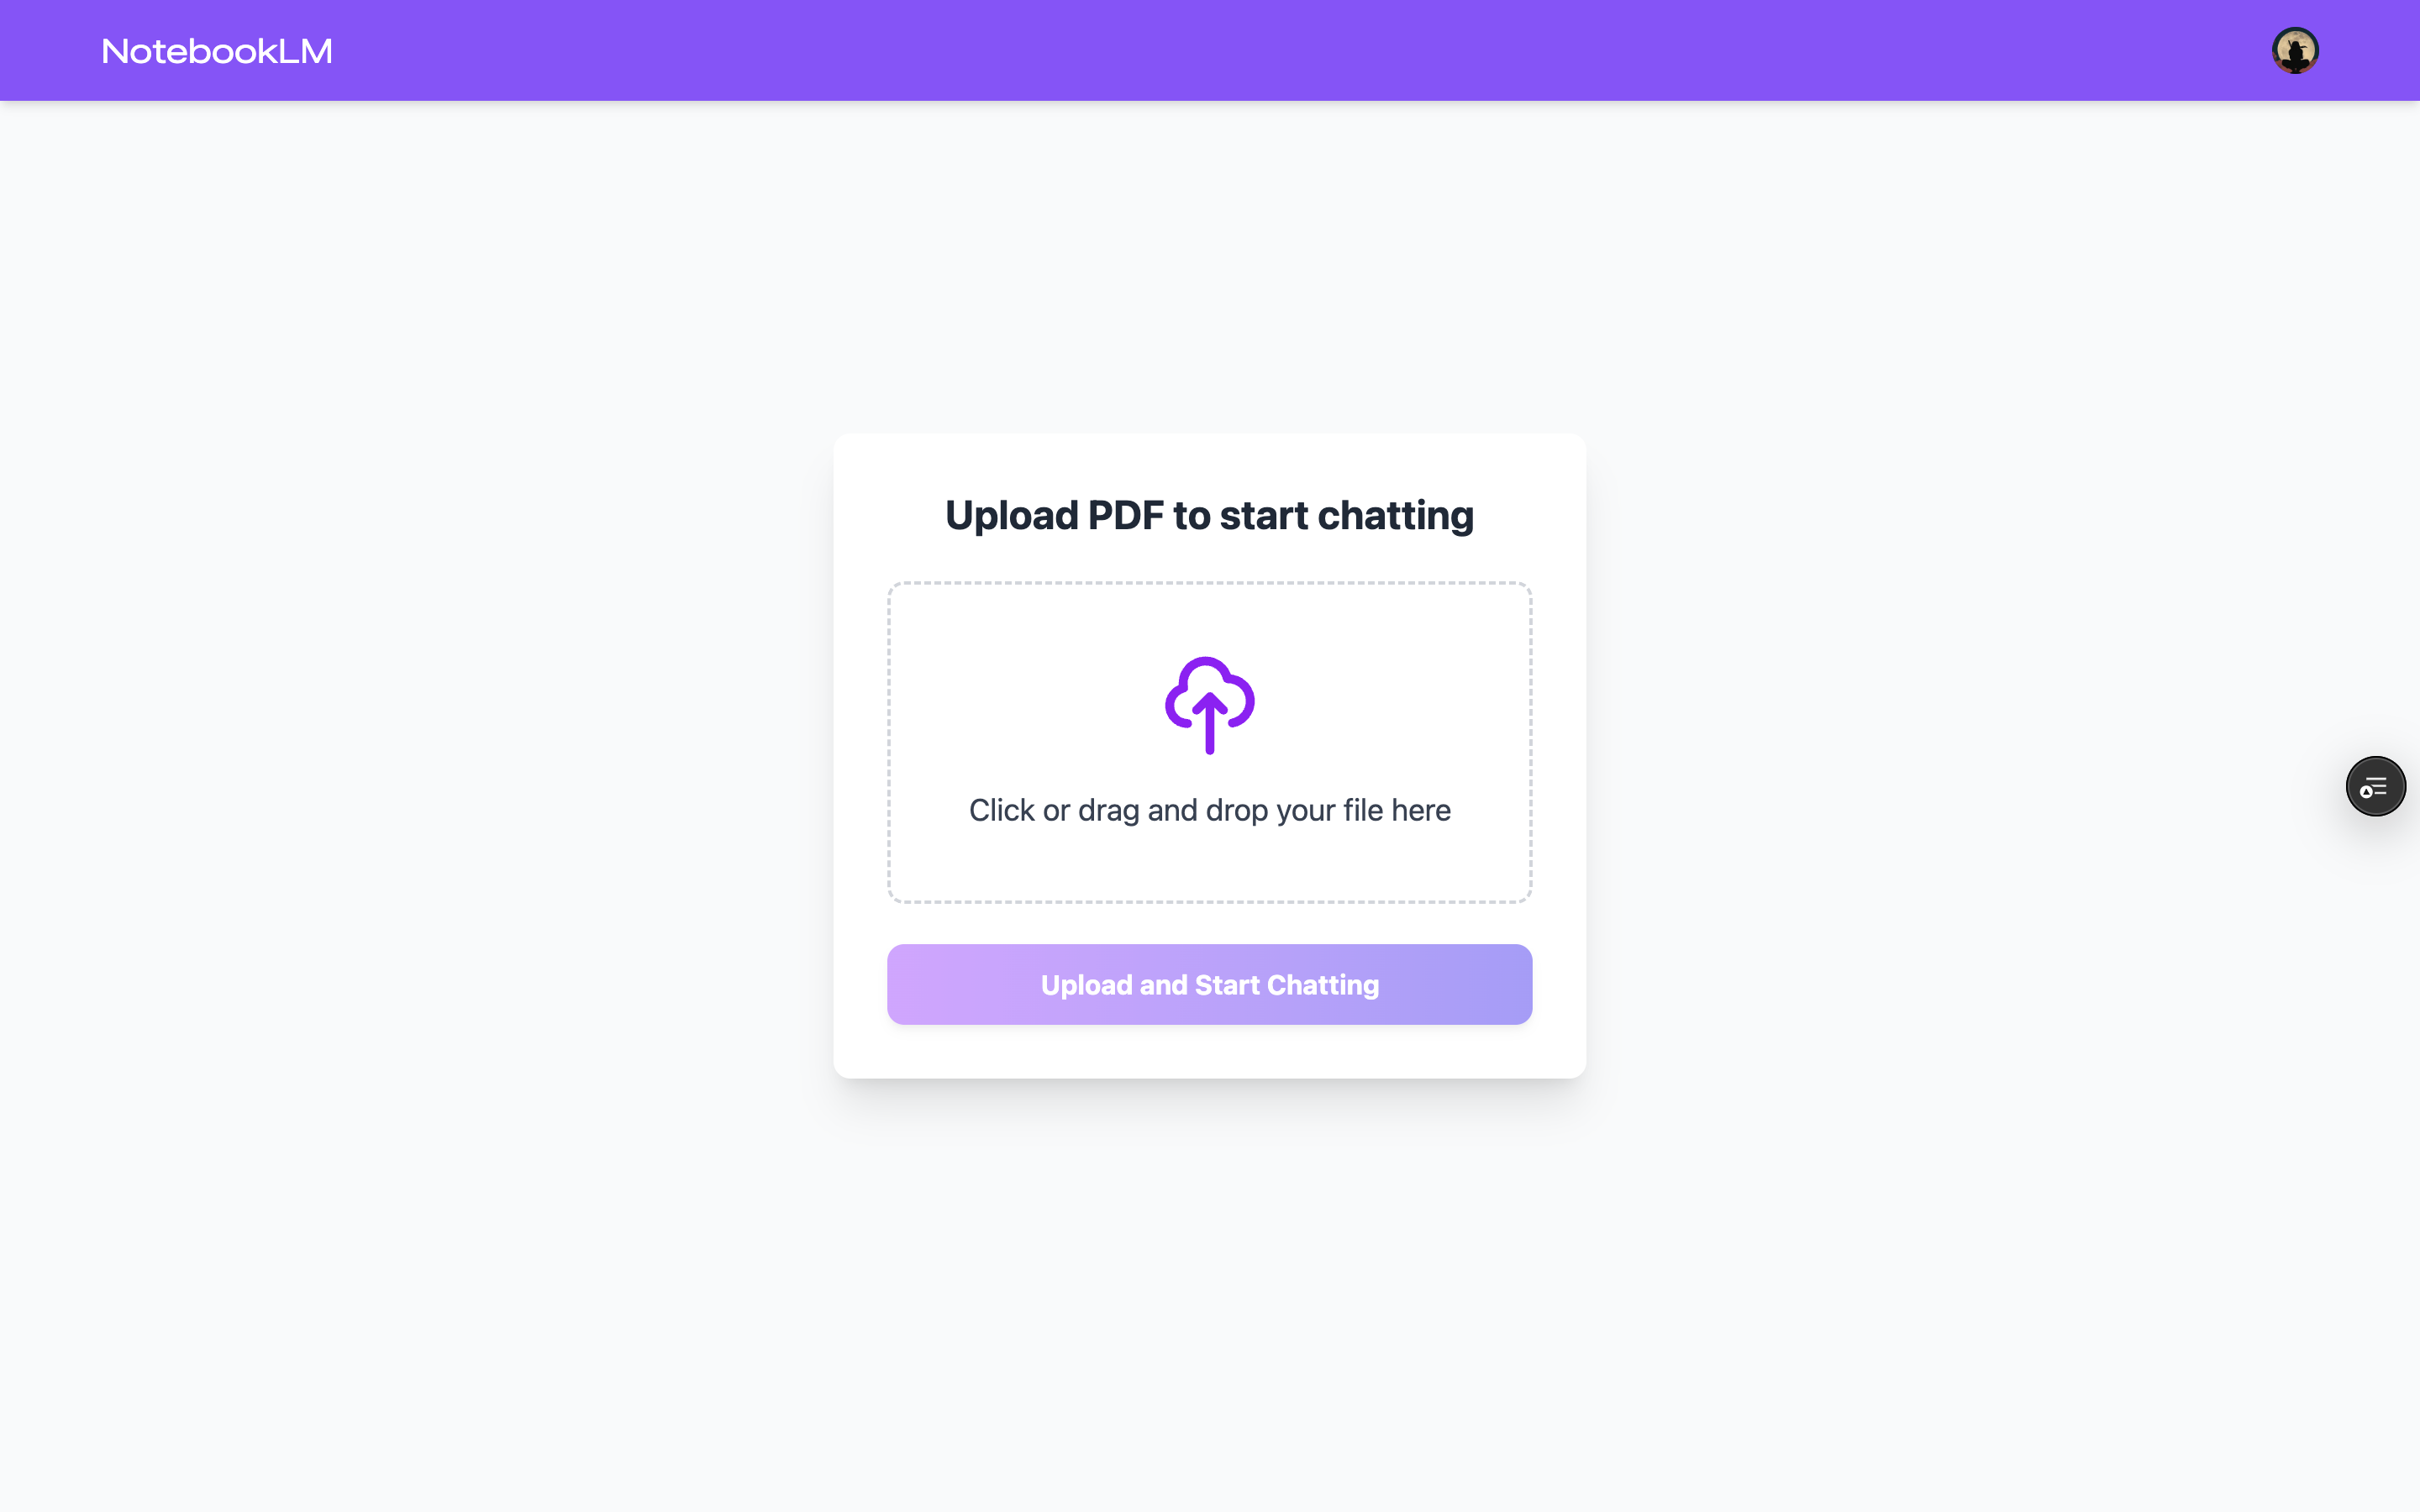 NotebookLM
Upload PDF to start chatting
Click or drag and drop your file here
Upload and Start Chatting